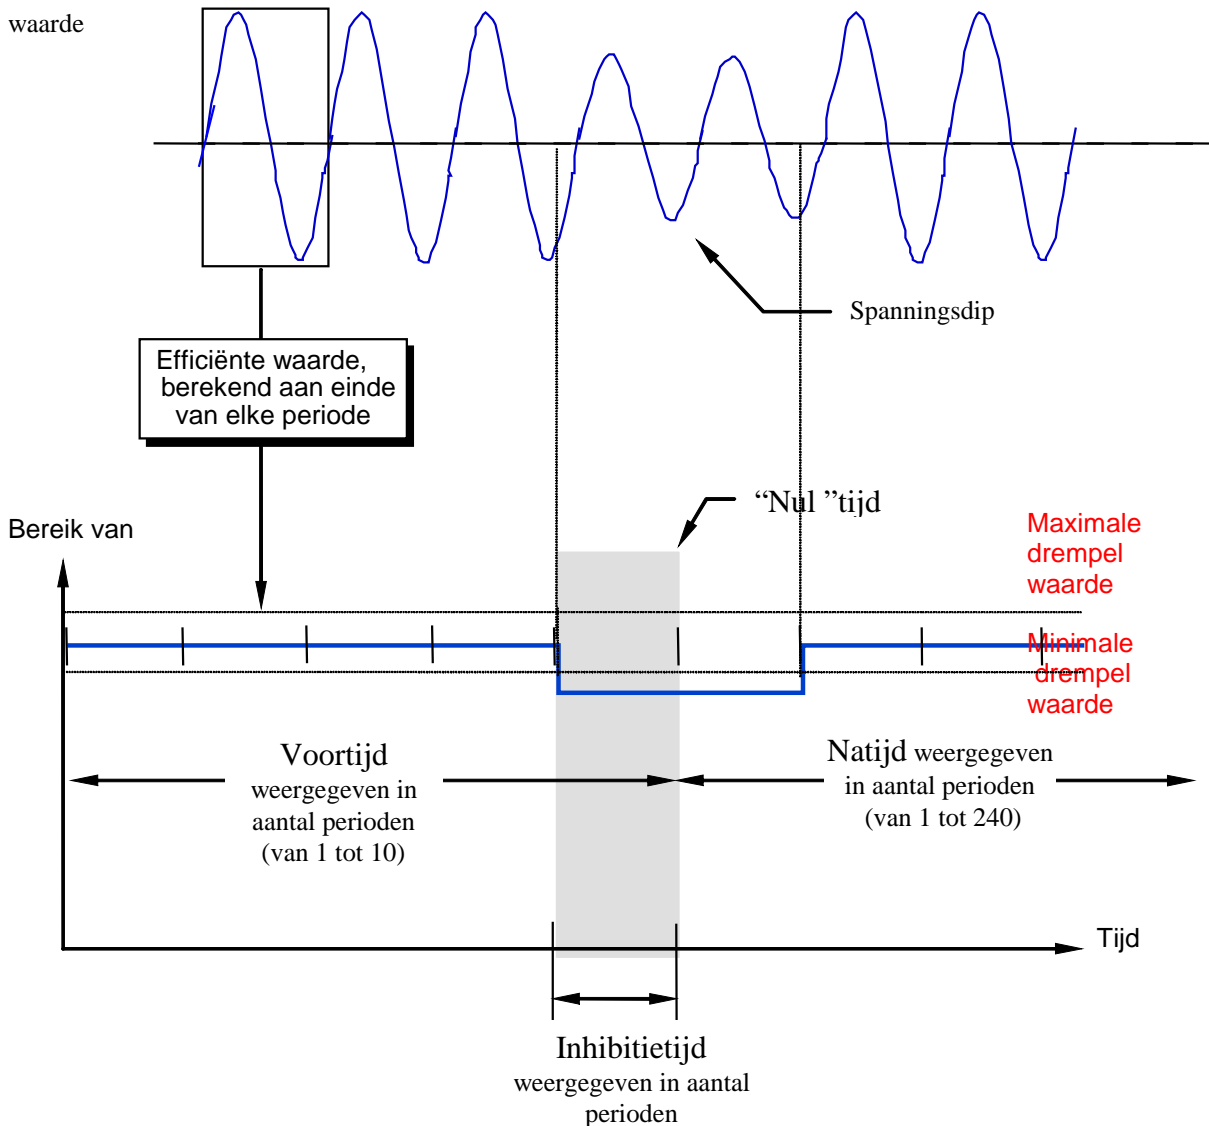 waarde
Spanningsdip
Efficiënte waarde,
berekend aan einde
van elke periode
“Nul ”tijd
Bereik van
Maximale
drempel
waarde
Minimale
drempel
waarde
Voortijd
weergegeven in
aantal perioden
(van 1 tot 10)
Natijd weergegeven
in aantal perioden
(van 1 tot 240)
Tijd
Inhibitietijd
weergegeven in aantal
perioden